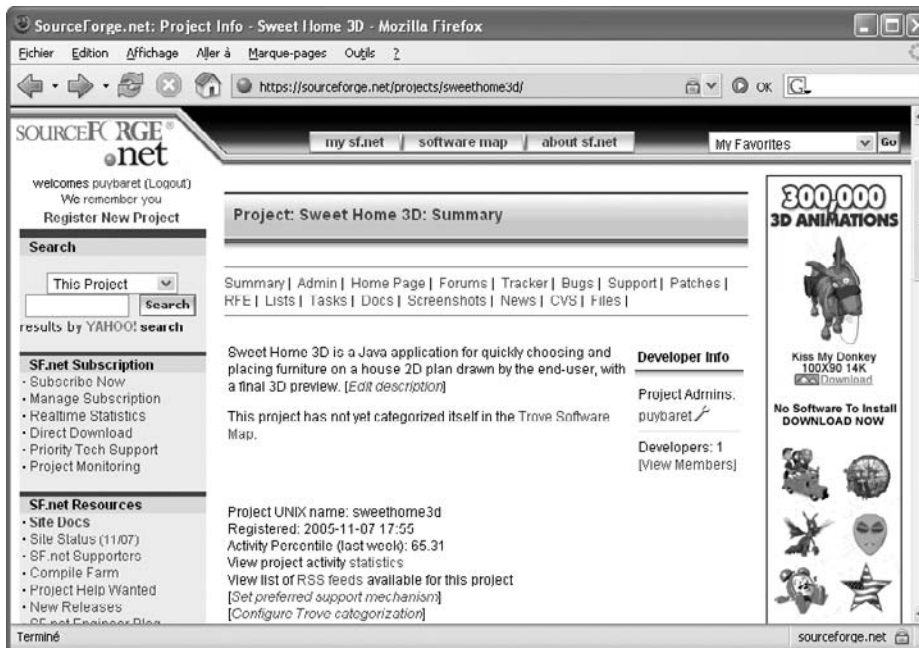 SourceForge.net: Project Info - Sweet Home 3D - Mozilla Firefox
Fichier Edition Affichage Aller à Marque-pages Outils ?
https://sourceforge.net/projects/sweethome3d/ OK G
SOURCEFORGE®
.net
my sf.net software map about sf.net My Favorites Go
welcomes puybaret (Logout)
We remember you
Register New Project
Search
This Project
Search
results by YAHOO! search
SF.net Subscription
· Subscribe Now
· Manage Subscription
· Realtime Statistics
· Direct Download
· Priority Tech Support
· Project Monitoring
SF.net Resources
· Site Docs
· Site Status (11/07)
· SF.net Supporters
· Compile Farm
· Project Help Wanted
· New Releases
· SF.net Engineer Blog
Project: Sweet Home 3D: Summary
Summary | Admin | Home Page | Forums | Tracker | Bugs | Support | Patches |
RFE | Lists | Tasks | Docs | Screenshots | News | CVS | Files |
Sweet Home 3D is a Java application for quickly choosing and
placing furniture on a house 2D plan drawn by the end-user, with
a final 3D preview. [Edit description]
This project has not yet categorized itself in the Trove Software
Map.
Developer Info
Project Admins:
puybaret
Developers: 1
[View Members]
Project UNIX name: sweethome3d
Registered: 2005-11-07 17:55
Activity Percentile (last week): 65.31
View project activity statistics
View list of RSS feeds available for this project
[Set preferred support mechanism]
[Configure Trove categorization]
300,000
3D ANIMATIONS
Kiss My Donkey
100X90 14K
Download
No Software To Install
DOWNLOAD NOW
Terminé
sourceforge.net